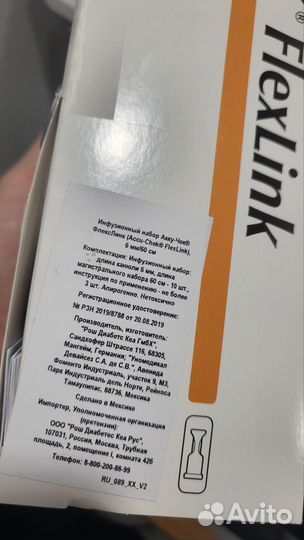 ® FlexLink
Инфузионный набор Акку-Чек®
ФлексЛинк (Accu-Chek® FlexLink),
6 мм/60 см
Комплектация: Инфузионный набор:
длина канюли 6 мм, длина
магистрального набора 60 см - 10 шт.,
инструкция по применению - не более
3 шт. Апирогенно. Нетоксично
Регистрационное удостоверение:
№ РЗН 2019/8788 от 20.08.2019
Производитель, изготовитель:
"Рош Диабетс Кеа ГмбХ",
Сандхофер Штрассе 116, 68305,
Мангейм, Германия; "Уномедикал
Девайсез С.А. де С.В.", Авенида
Фоменто Индустриаль, участок 9, М3,
Парк Индустриаль дель Норте, Рейноса
Тамаулипас, 88736, Мексика
Сделано в Мексике
Импортер, Уполномоченная организация
(претензии):
ООО "Рош Диабетес Кеа Рус",
107031, Россия, Москва, Трубная
площадь, 2, помещение I, комната 42б
Телефон: 8-800-200-88-99
RU_089_XX_V2
Avito